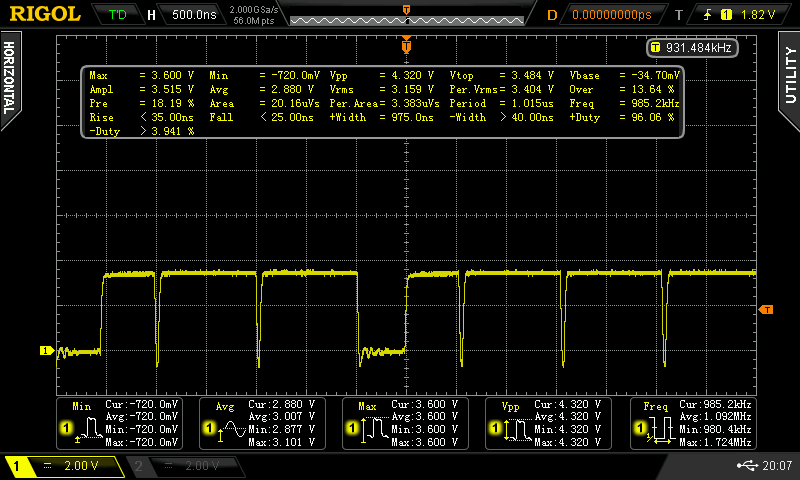 RIGOL T'D H 500.0ns 2.000GSa/s 56.0M pts D 0.00000000ps T 1 1.82 V
HORIZONTAL
UTILITY
T
T 931.484kHz
Max = 3.600 V Min = -720.0mV Vpp = 4.320 V Vtop = 3.484 V Vbase = -34.70mV
Ampl = 3.515 V Avg = 2.880 V Vrms = 3.159 V Per.Vrms= 3.404 V Over = 13.64 %
Pre = 18.19 % Area = 20.16uVs Per.Area= 3.383uVs Period = 1.015us Freq = 985.2kHz
Rise < 35.00ns Fall < 25.00ns +Width = 975.0ns -Width > 40.00ns +Duty = 96.06 %
-Duty > 3.941 %
T
1
Min Cur:-720.0mV Avg:-720.0mV Min:-720.0mV Max:-720.0mV
1
Avg Cur:2.880 V Avg:3.007 V Min:2.877 V Max:3.101 V
1
Max Cur:3.600 V Avg:3.600 V Min:3.600 V Max:3.600 V
1
Vpp Cur:4.320 V Avg:4.320 V Min:4.320 V Max:4.320 V
1
Freq Cur:985.2kHz Avg:1.092MHz Min:980.4kHz Max:1.724MHz
1
1 2.00 V 2 2.00 V 20:07